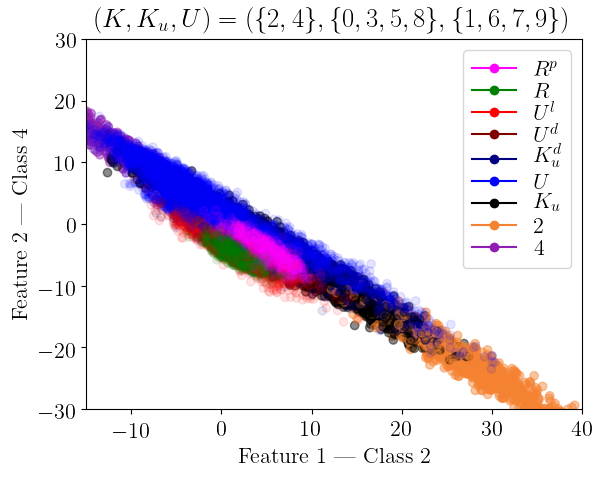 (K, K_u, U) = ({2, 4}, {0, 3, 5, 8}, {1, 6, 7, 9})
30
20
10
0
−10
−20
−30
Feature 2 — Class 4
R^p
R
U^l
U^d
K_u^d
U
K_u
2
4
−10 0 10 20 30 40
Feature 1 — Class 2